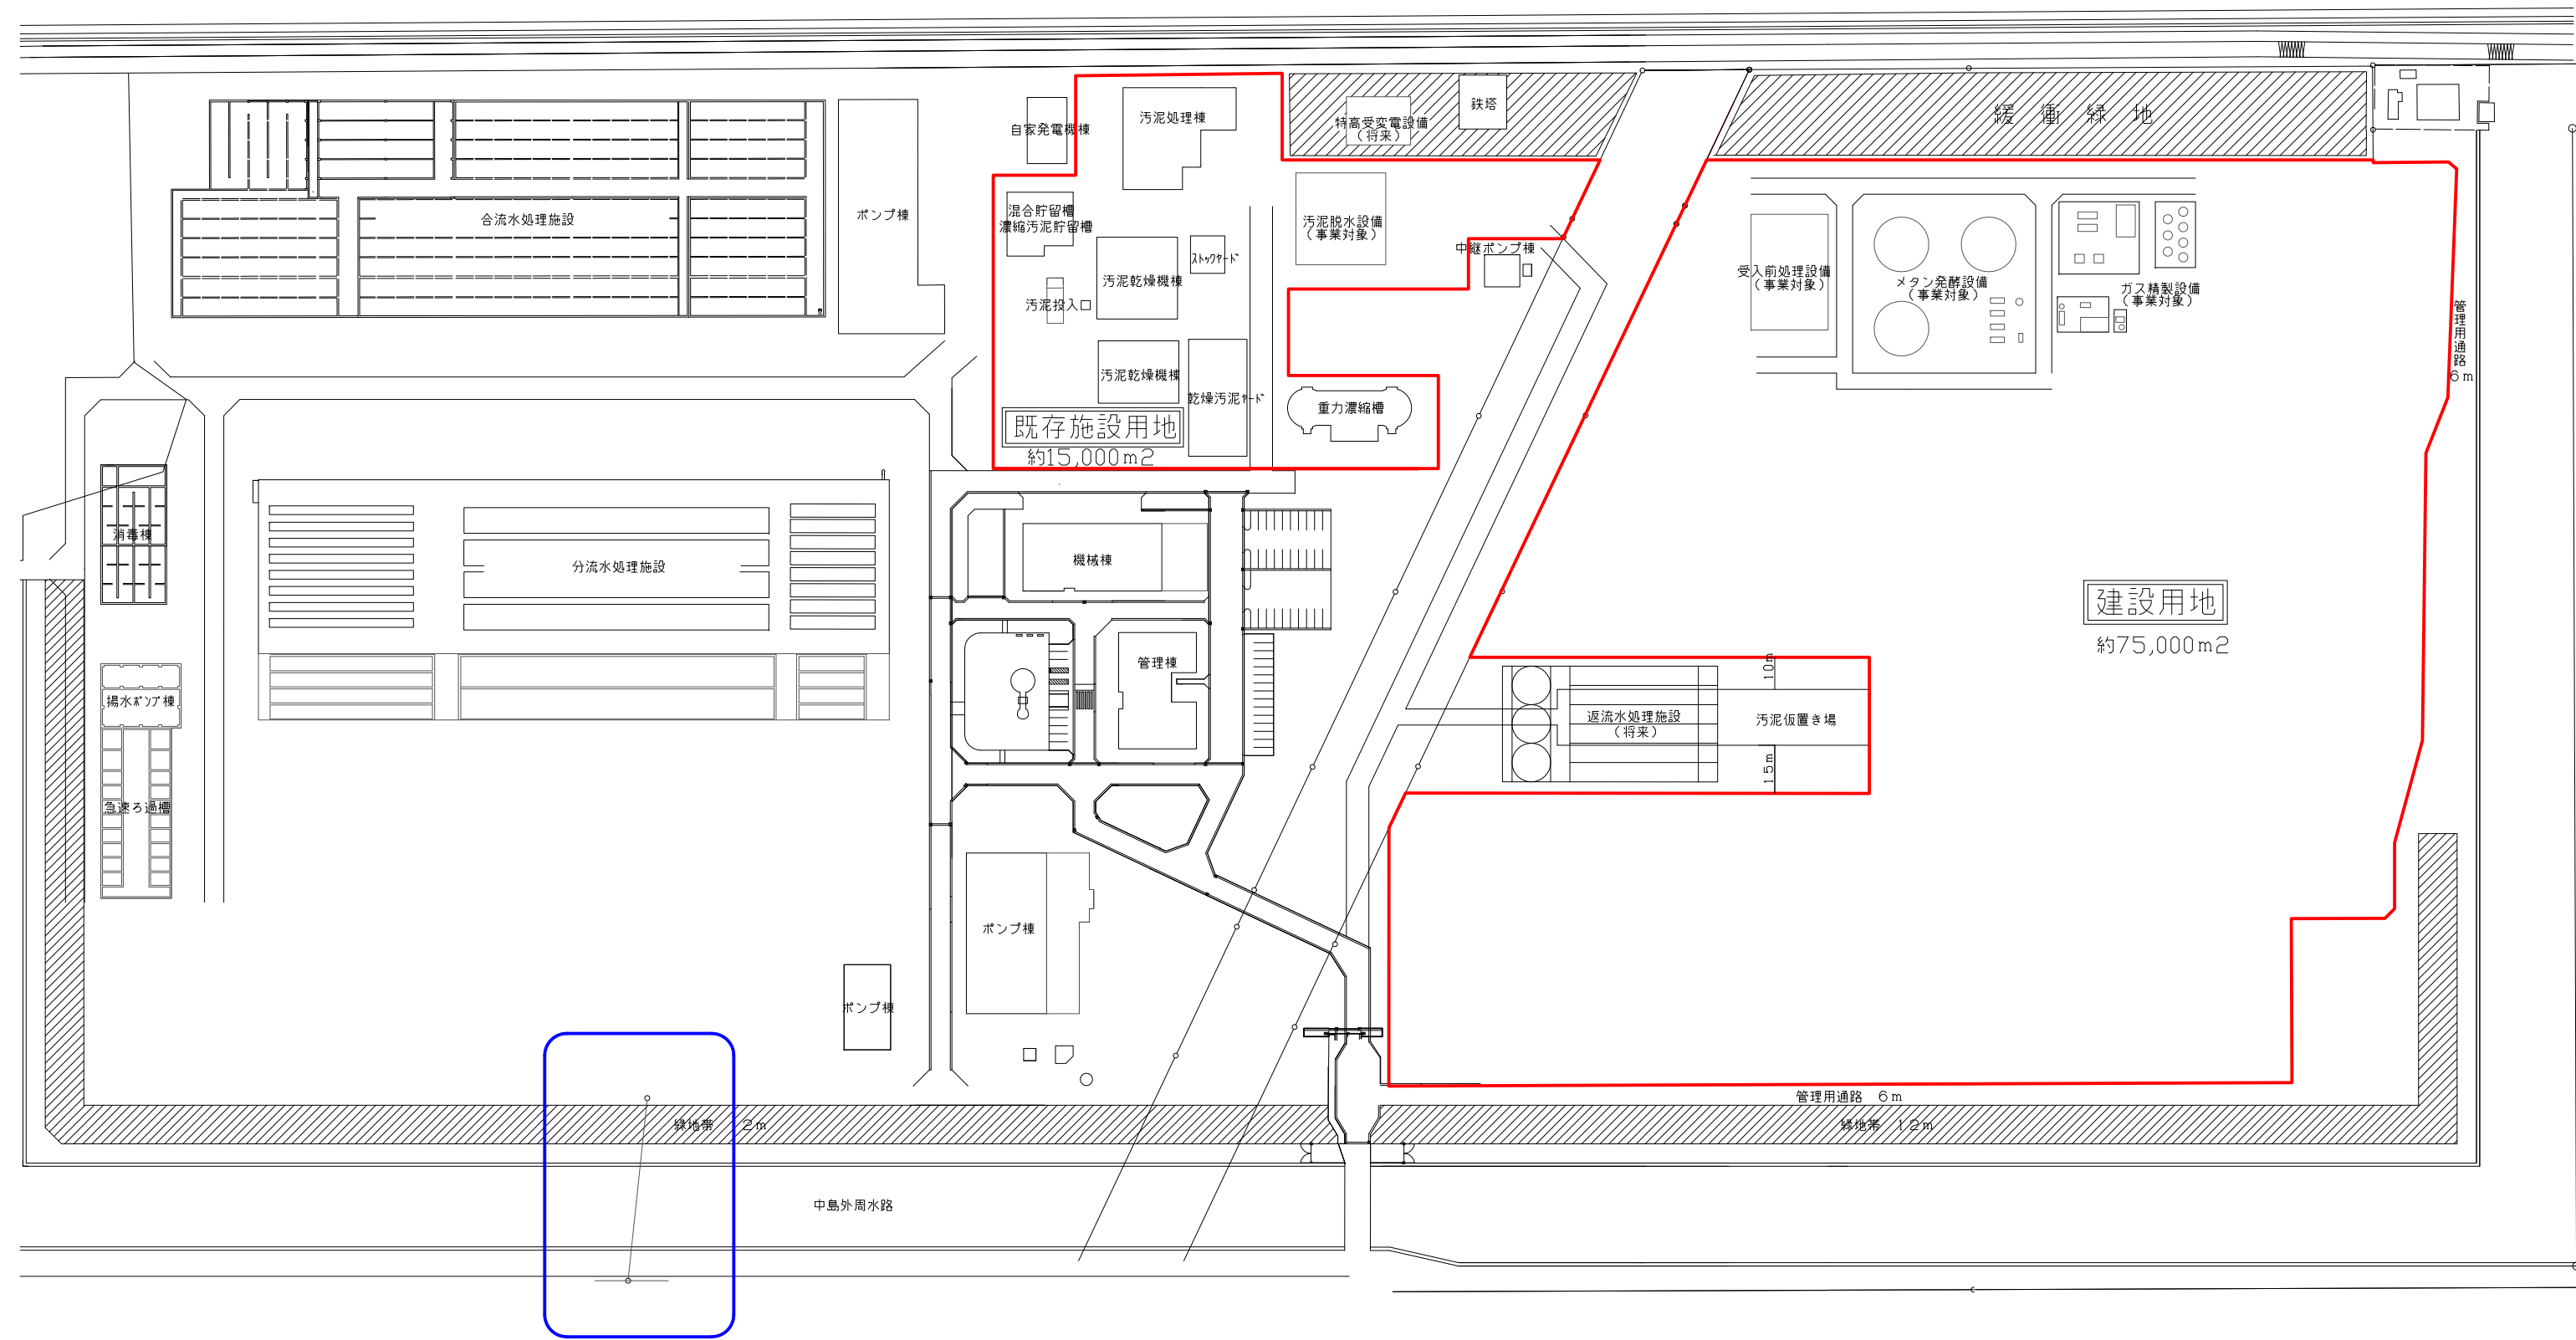 自家発電機棟
汚泥処理棟
特高受変電設備
（将来）
鉄塔
緩衝緑地
合流水処理施設
ポンプ棟
混合貯留槽
濃縮汚泥貯留槽
汚泥投入口
汚泥乾燥機棟
ｽﾄｯｸﾔｰﾄﾞ
汚泥脱水設備
（事業対象）
中継ポンプ棟
受入前処理設備
（事業対象）
メタン発酵設備
（事業対象）
ガス精製設備
（事業対象）
管理用通路 6m
汚泥乾燥機棟
乾燥汚泥ﾔｰﾄﾞ
重力濃縮槽
既存施設用地
約15,000m2
消毒棟
分流水処理施設
機械棟
管理棟
建設用地
約75,000m2
揚水ﾎﾟﾝﾌﾟ棟
急速ろ過槽
10m
返流水処理施設
（将来）
汚泥仮置き場
15m
ポンプ棟
ポンプ棟
管理用通路　6m
緑地帯　2m
緑地帯　12m
中島外周水路